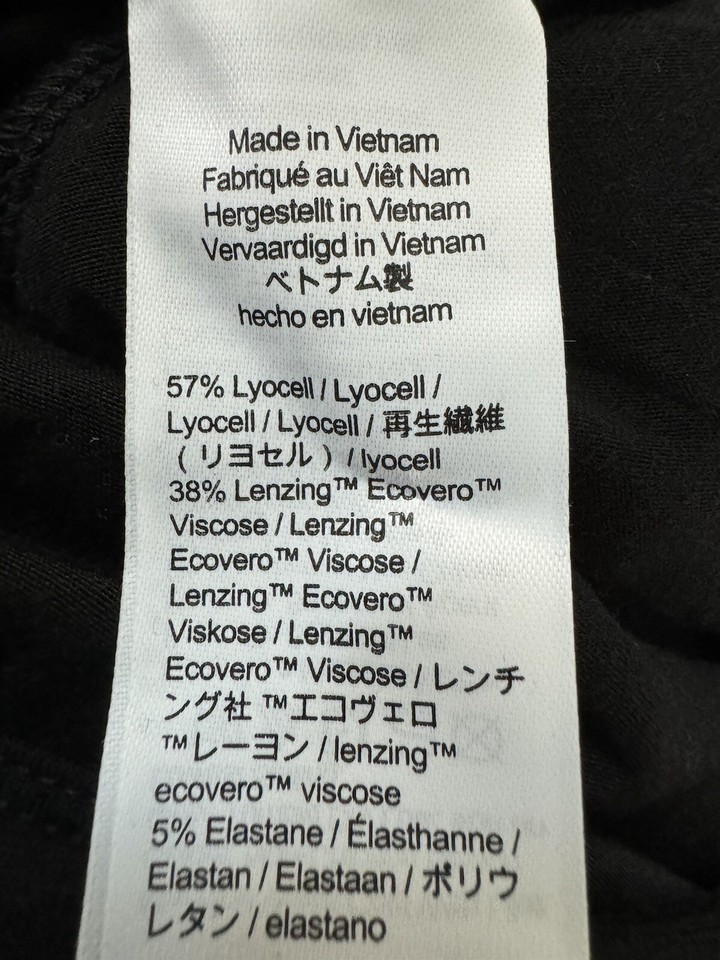 Made in Vietnam
Fabriqué au Viêt Nam
Hergestellt in Vietnam
Vervaardigd in Vietnam
ベトナム製
hecho en vietnam
57% Lyocell / Lyocell /
Lyocell / Lyocell / 再生繊維
( リヨセル ) / lyocell
38% Lenzing™ Ecovero™
Viscose / Lenzing™
Ecovero™ Viscose /
Lenzing™ Ecovero™
Viskose / Lenzing™
Ecovero™ Viscose / レンチ
ング社 ™エコヴェロ
™レーヨン / lenzing™
ecovero™ viscose
5% Elastane / Élasthanne /
Elastan / Elastaan / ポリウ
レタン / elastano